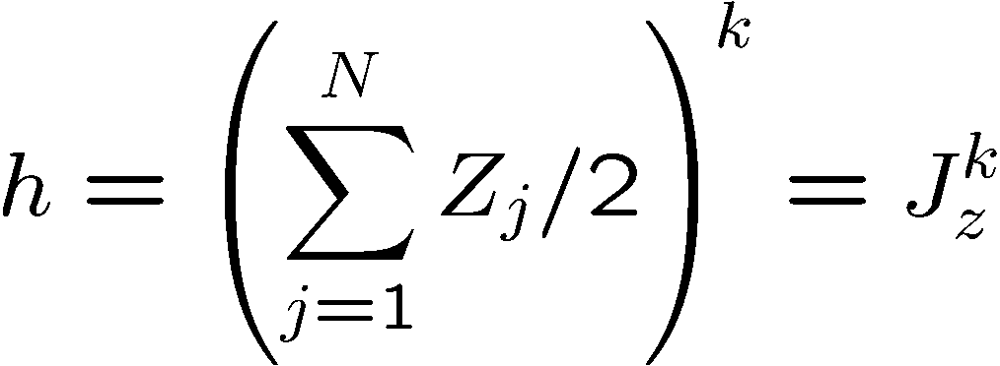 h = \left( \sum_{j=1}^{N} Z_j/2 \right)^k = J_z^k